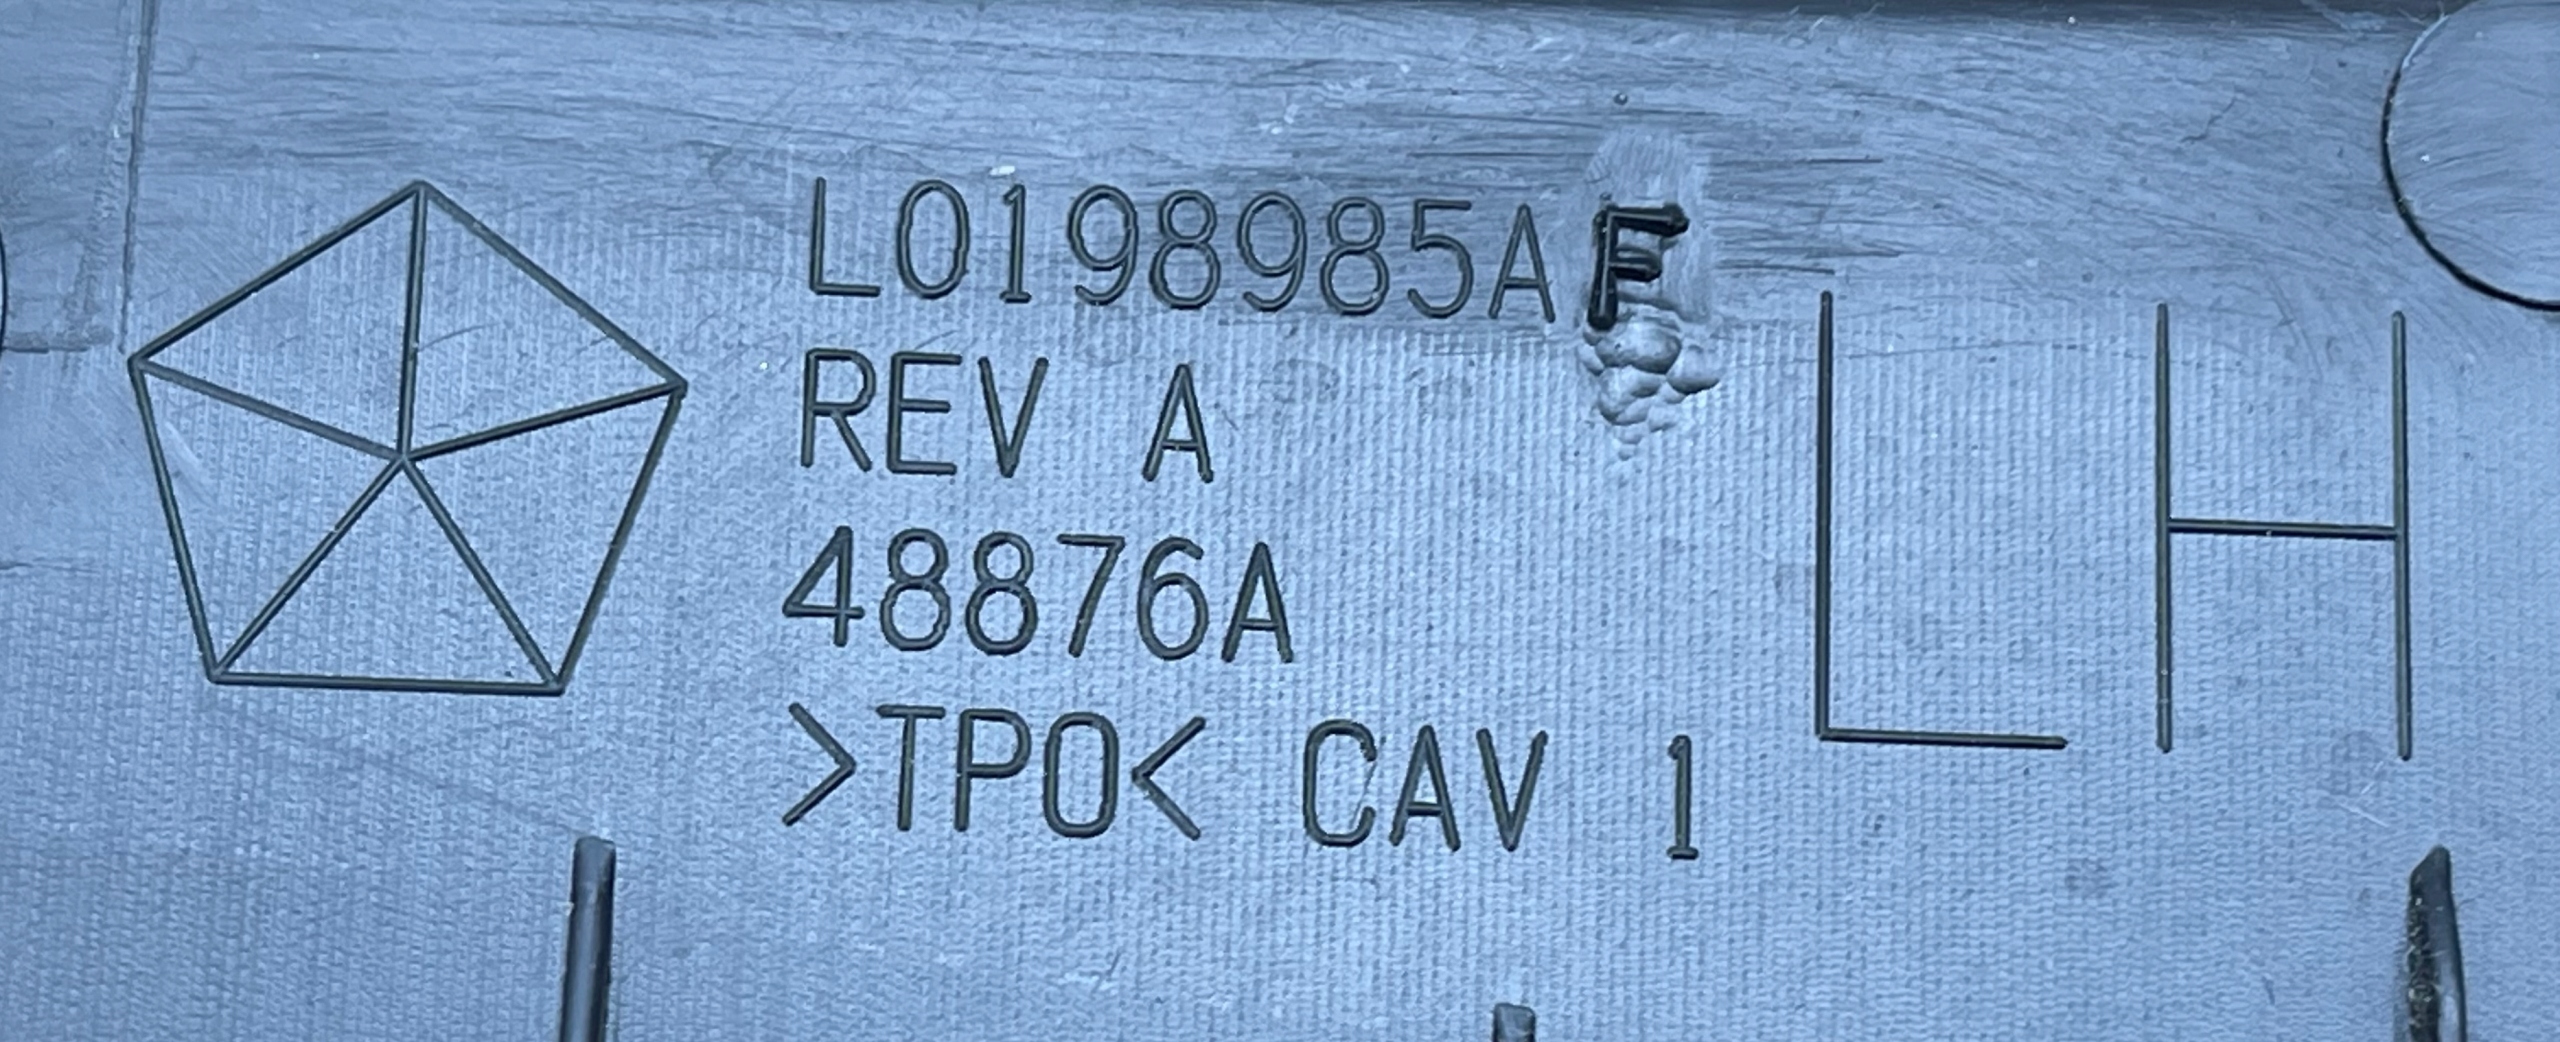 L0198985AF
REV A
48876A
>TPO< CAV 1
LH